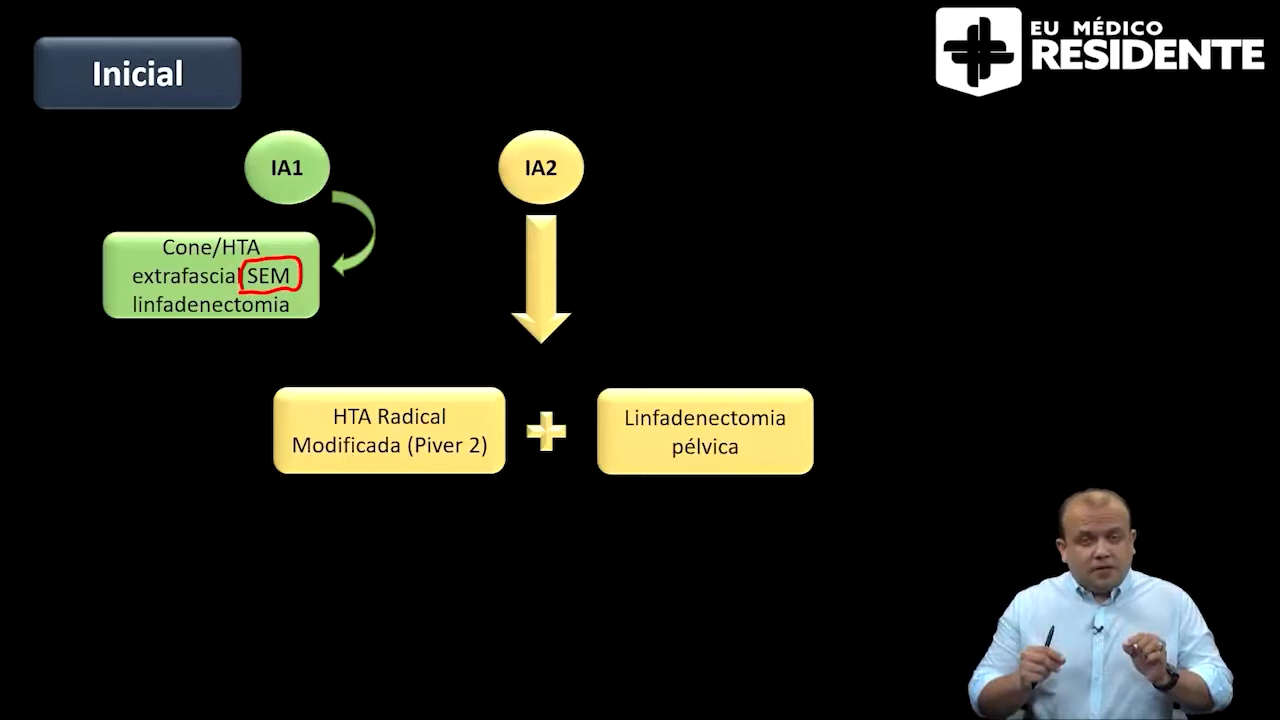 Inicial
EU MÉDICO
RESIDENTE
IA1
IA2
Cone/HTA
extrafascial SEM
linfadenectomia
HTA Radical
Modificada (Piver 2)
Linfadenectomia
pélvica